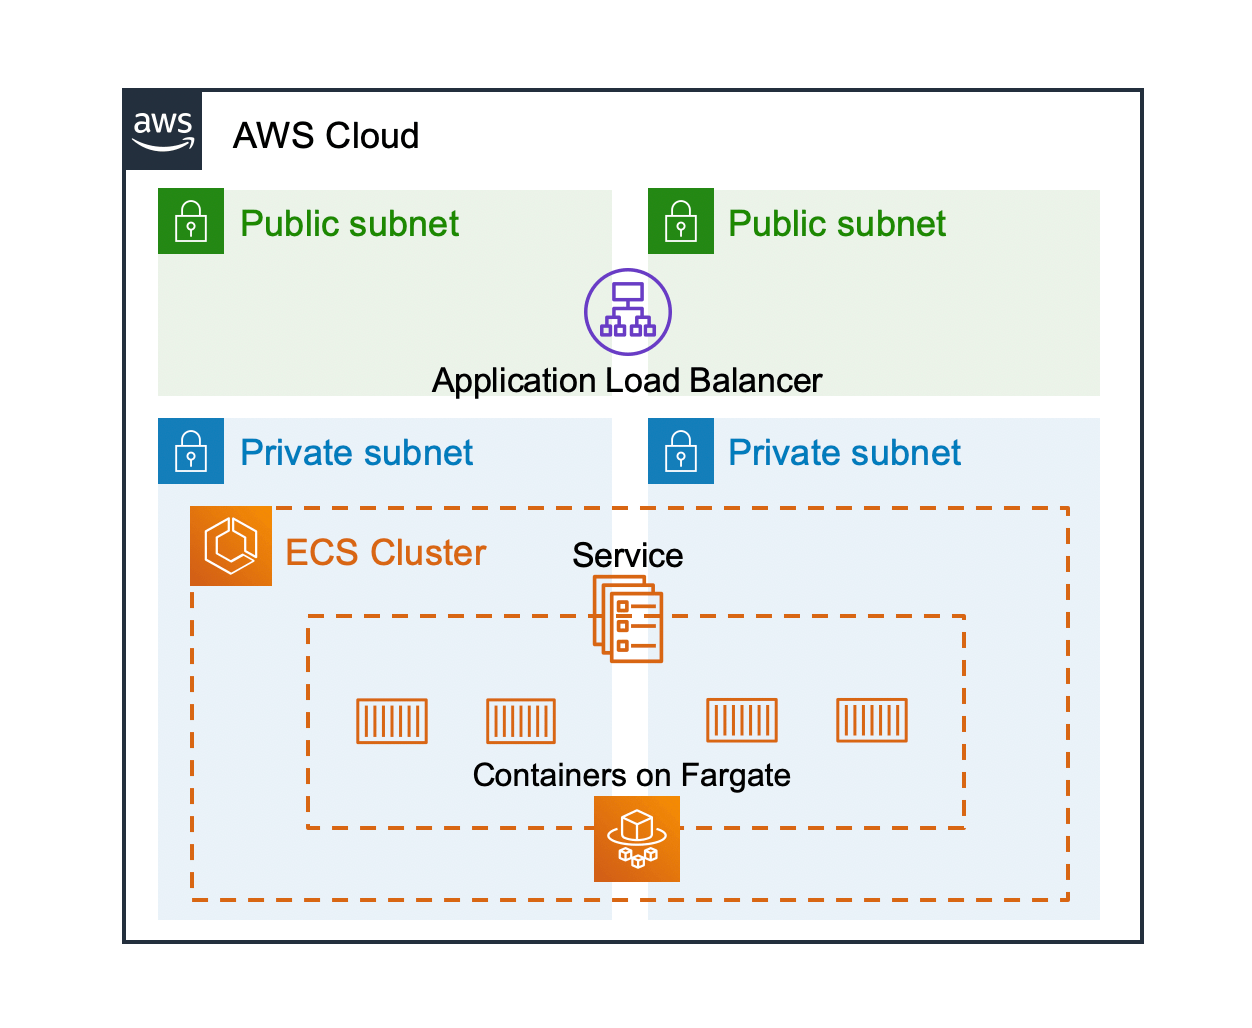 aws
AWS Cloud
Public subnet
Public subnet
Application Load Balancer
Private subnet
Private subnet
ECS Cluster
Service
Containers on Fargate